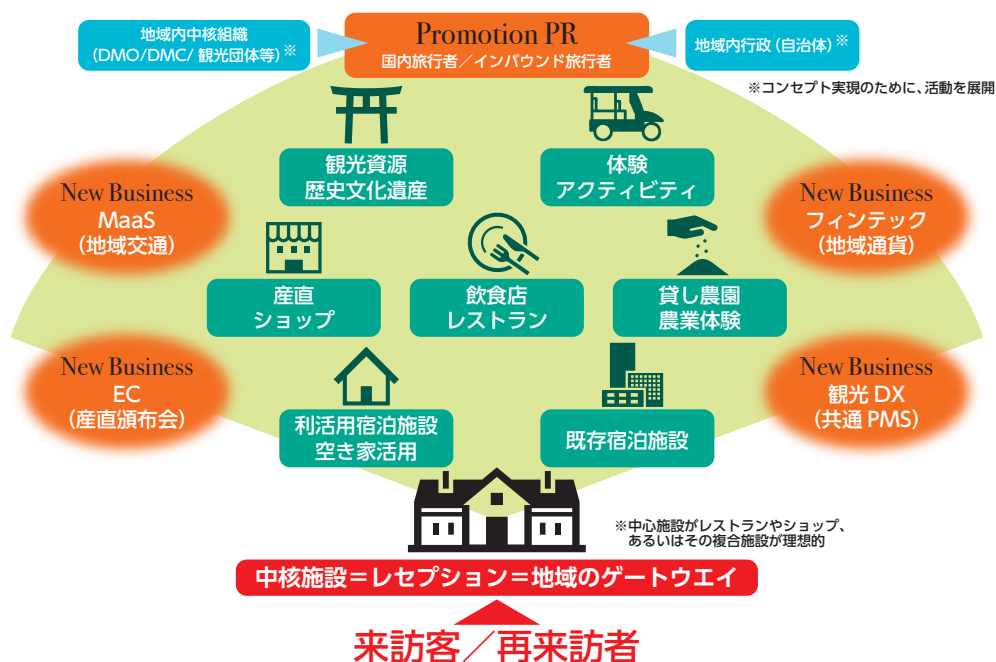 地域内中核組織
(DMO/DMC/ 観光団体等)※
Promotion PR
国内旅行者／インバウンド旅行者
地域内行政（自治体）※
※コンセプト実現のために、活動を展開
観光資源
歴史文化遺産
体験
アクティビティ
New Business
MaaS
（地域交通）
New Business
フィンテック
（地域通貨）
産直
ショップ
飲食店
レストラン
貸し農園
農業体験
New Business
EC
（産直頒布会）
New Business
観光 DX
（共通 PMS）
利活用宿泊施設
空き家活用
既存宿泊施設
※中心施設がレストランやショップ、
あるいはその複合施設が理想的
中核施設＝レセプション＝地域のゲートウエイ
来訪客／再来訪者